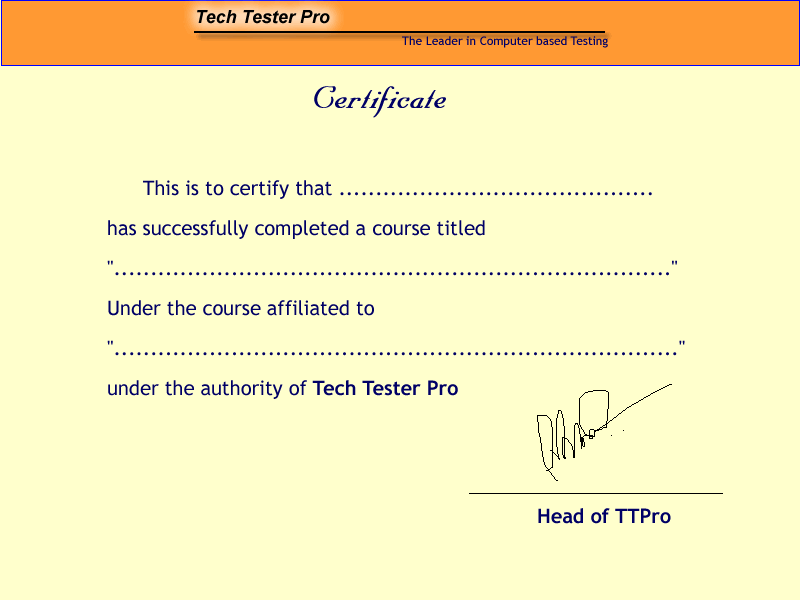 Tech Tester Pro
The Leader in Computer based Testing
Certificate
This is to certify that ...........................................
has successfully completed a course titled
"............................................................................"
Under the course affiliated to
"............................................................................."
under the authority of Tech Tester Pro
Head of TTPro